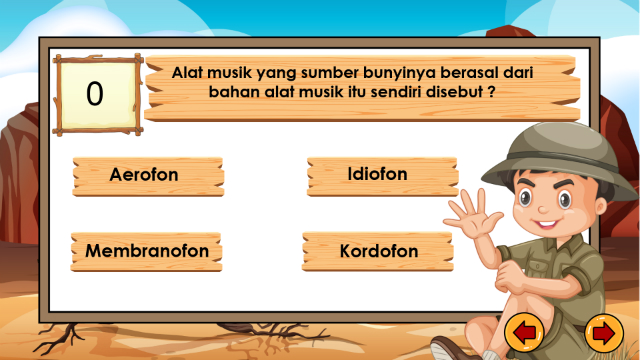 0
Alat musik yang sumber bunyinya berasal dari
bahan alat musik itu sendiri disebut ?
Aerofon
Idiofon
Membranofon
Kordofon